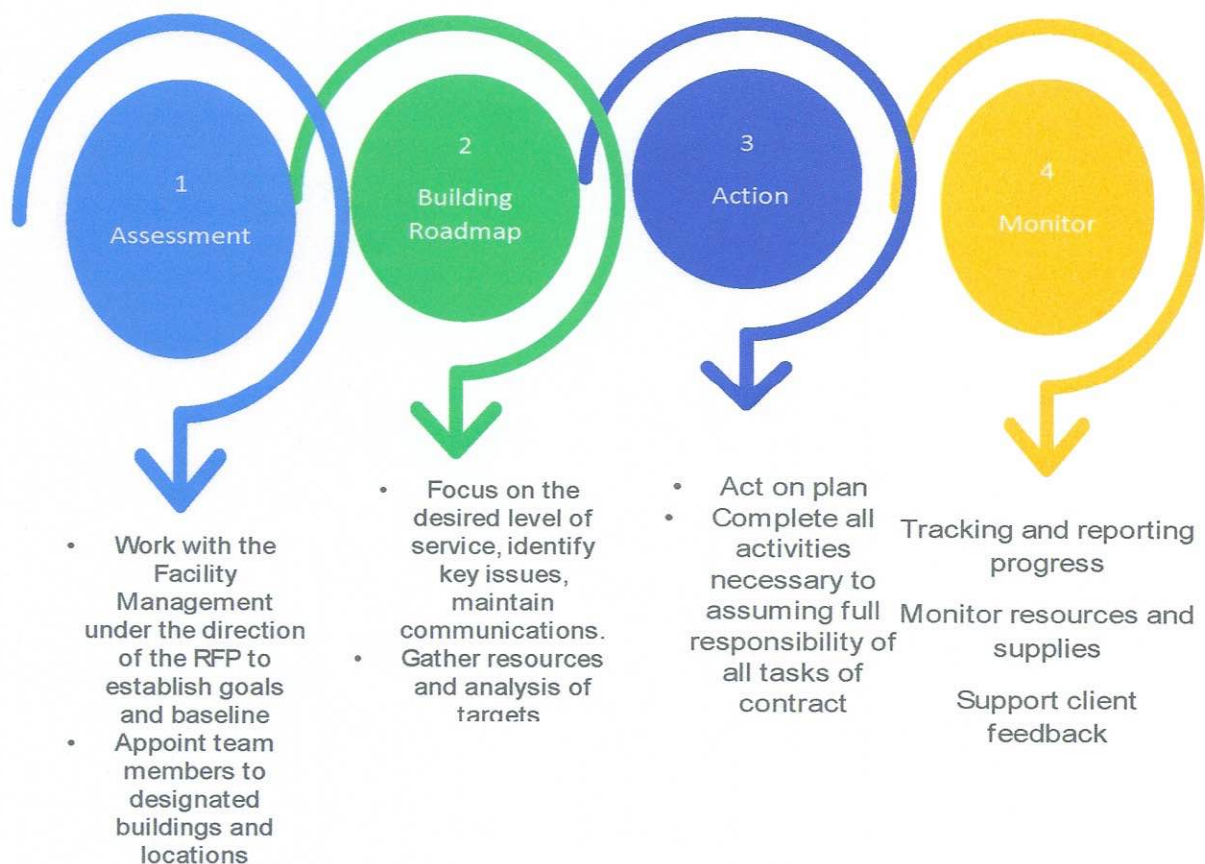 1
Assessment
2
Building
Roadmap
3
Action
4
Monitor
• Work with the
Facility
Management
under the direction
of the RFP to
establish goals
and baseline
• Appoint team
members to
designated
buildings and
locations
• Focus on the
desired level of
service, identify
key issues,
maintain
communications.
• Gather resources
and analysis of
targets
• Act on plan
• Complete all
activities
necessary to
assuming full
responsibility of
all tasks of
contract
Tracking and reporting
progress
Monitor resources and
supplies
Support client
feedback